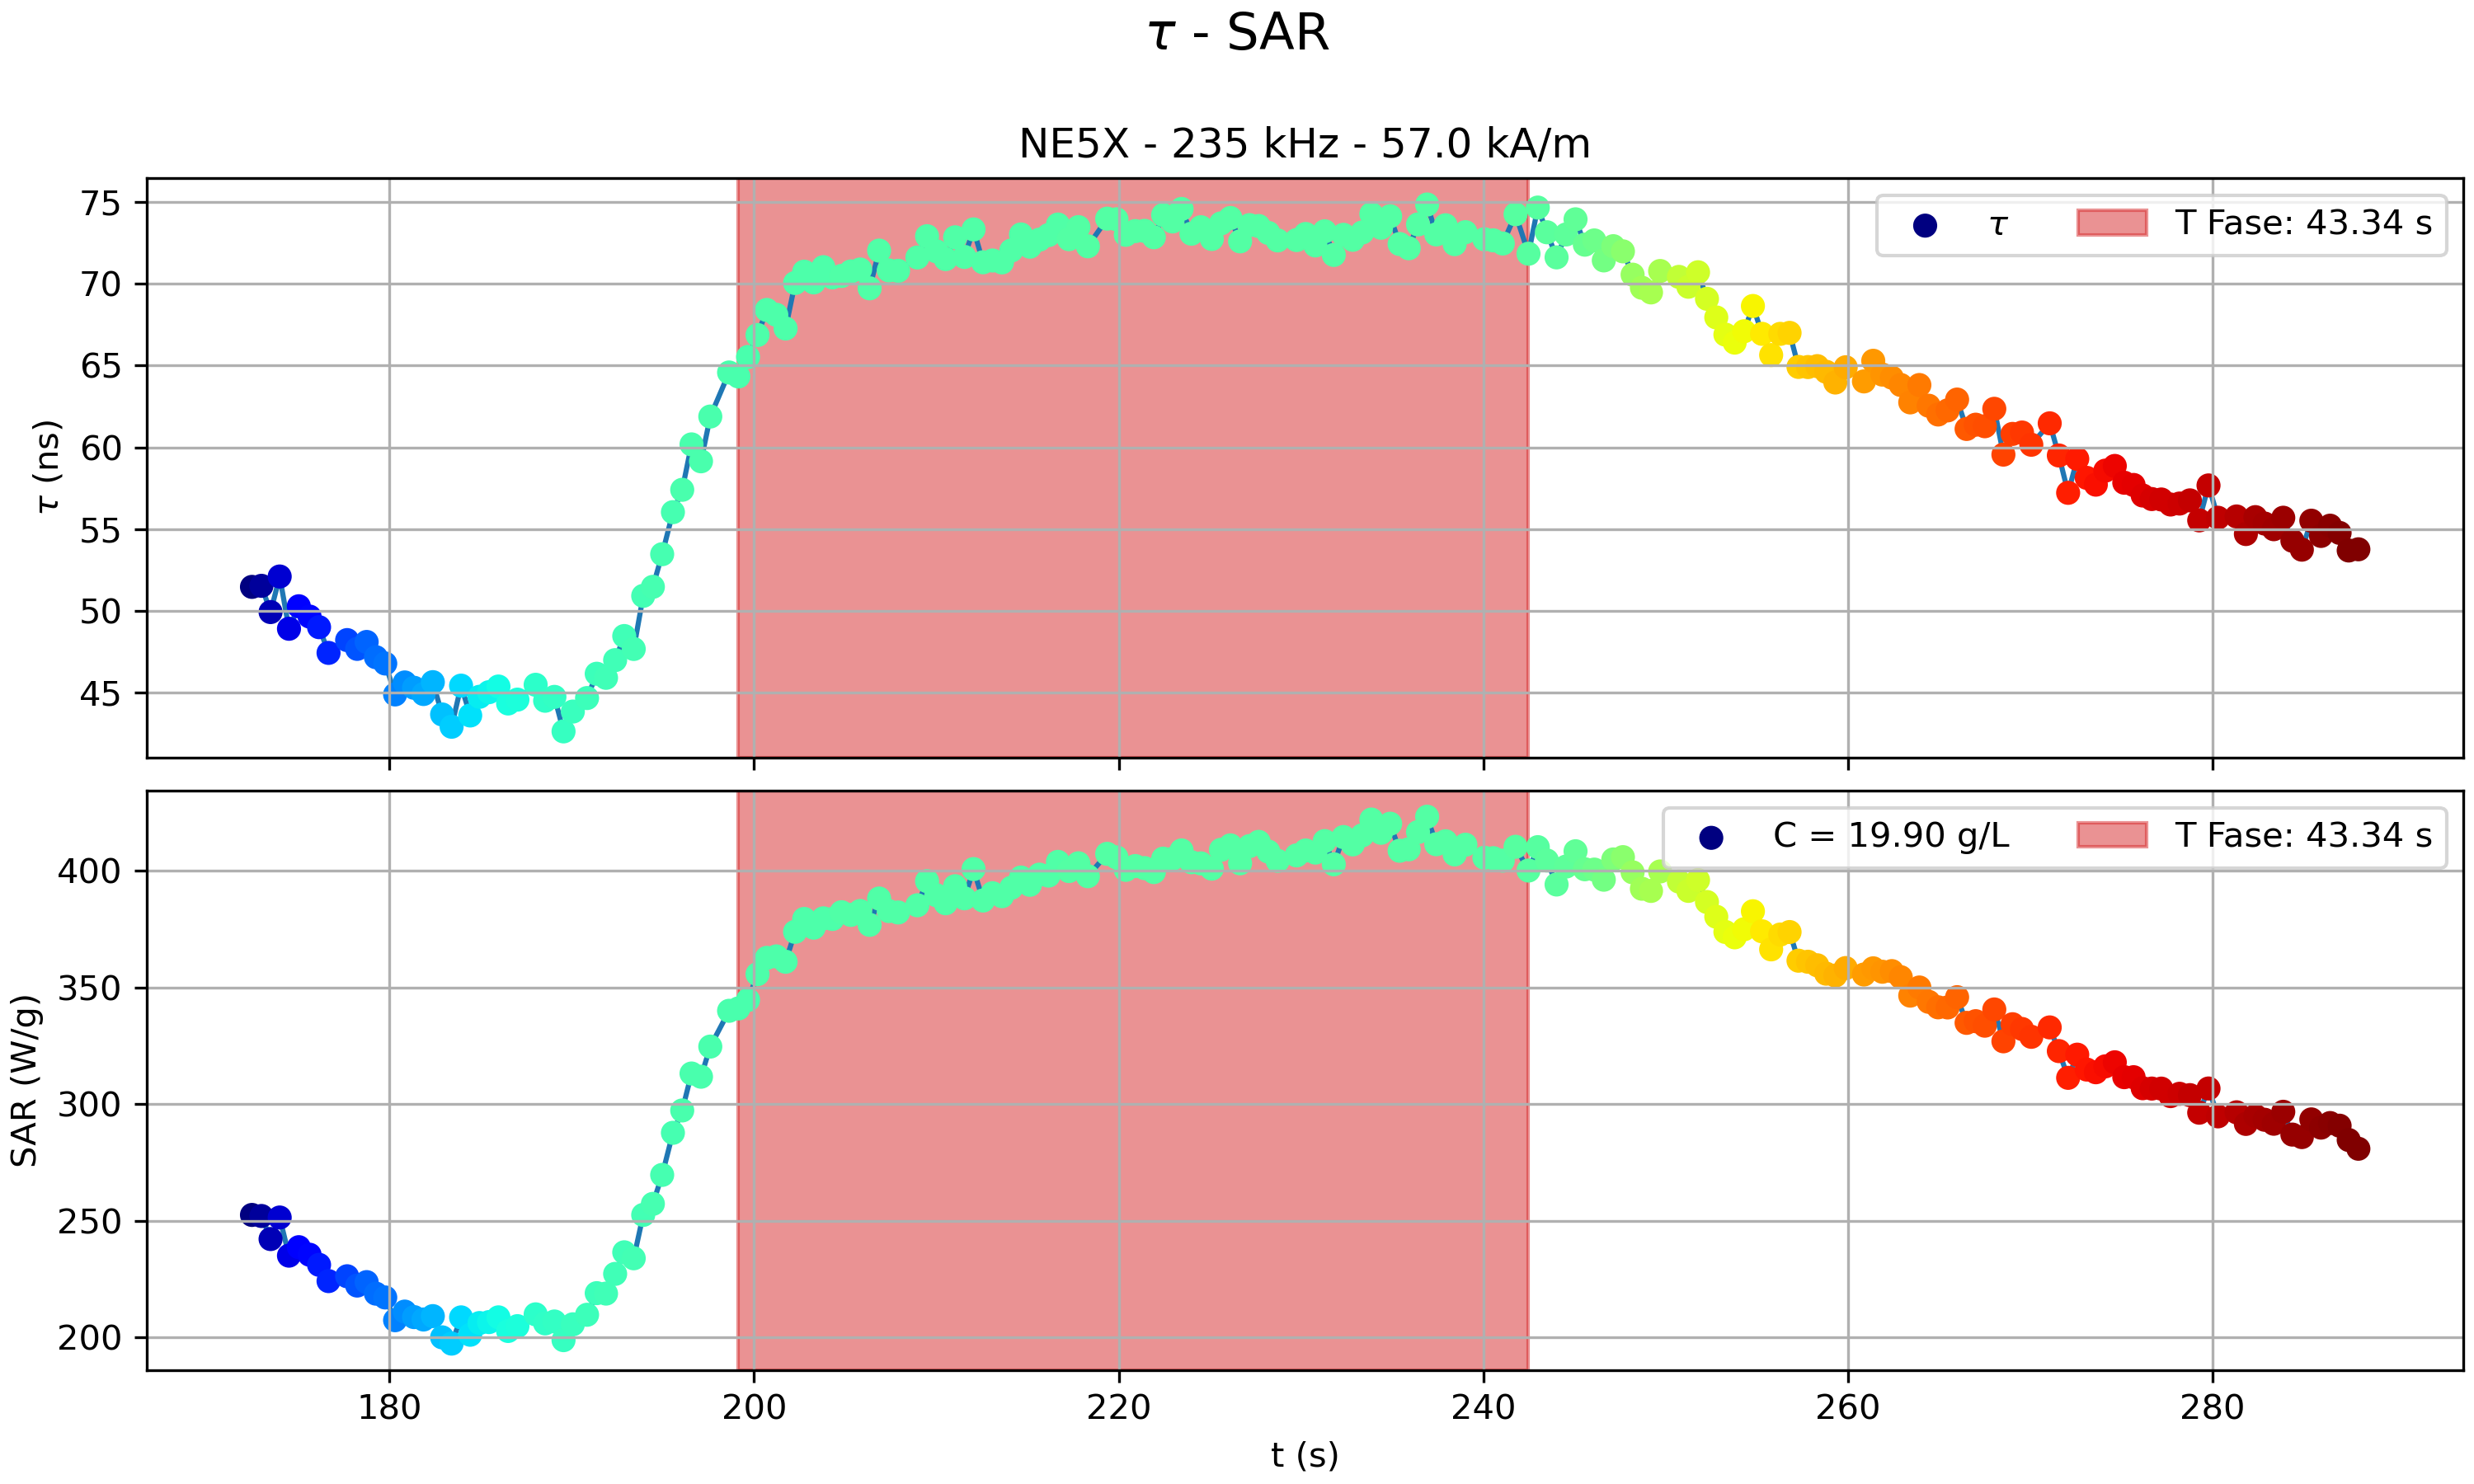 τ - SAR
NE5X - 235 kHz - 57.0 kA/m
τ (ns)
75
70
65
60
55
50
45
τ
T Fase: 43.34 s
SAR (W/g)
400
350
300
250
200
C = 19.90 g/L
T Fase: 43.34 s
180 200 220 240 260 280
t (s)